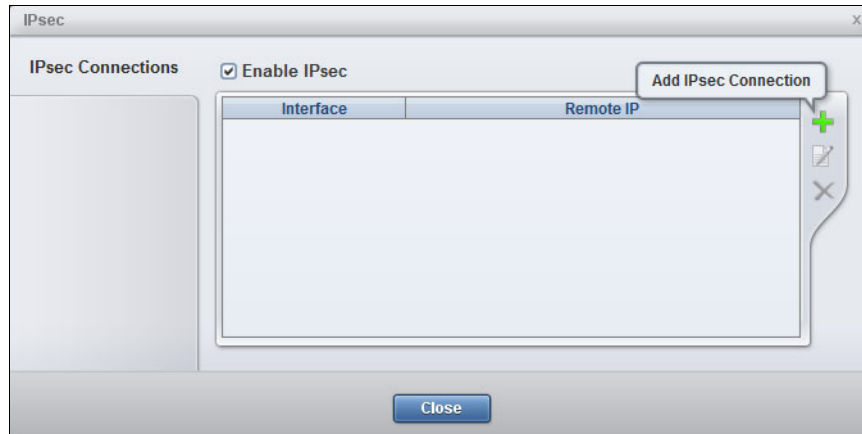 IPsec
x
IPsec Connections
Enable IPsec
Add IPsec Connection
Interface
Remote IP
Close